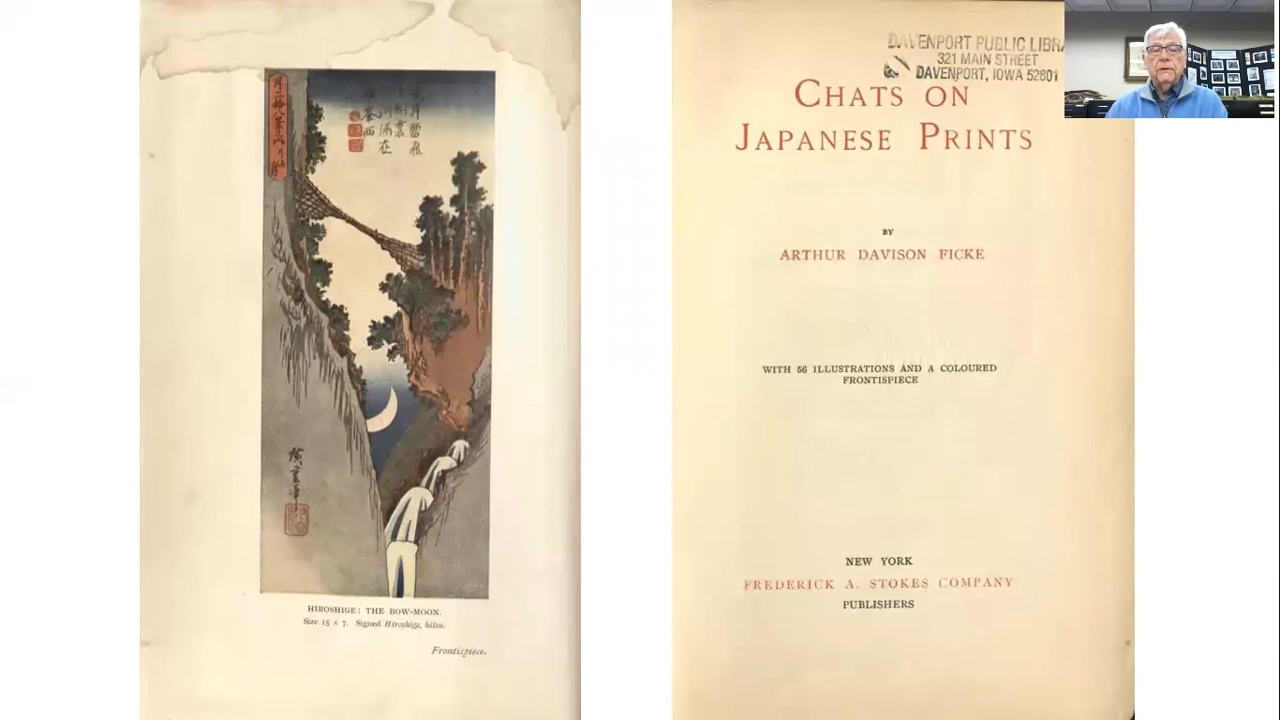 HIROSHIGE: THE BOW-MOON.
Size 15 × 7. Signed Hiroshige, hitsu.
Frontispiece.
DAVENPORT PUBLIC LIBR
321 MAIN STREET
DAVENPORT, IOWA 52801
CHATS ON
JAPANESE PRINTS
BY
ARTHUR DAVISON FICKE
WITH 56 ILLUSTRATIONS AND A COLOURED
FRONTISPIECE
NEW YORK
FREDERICK A. STOKES COMPANY
PUBLISHERS